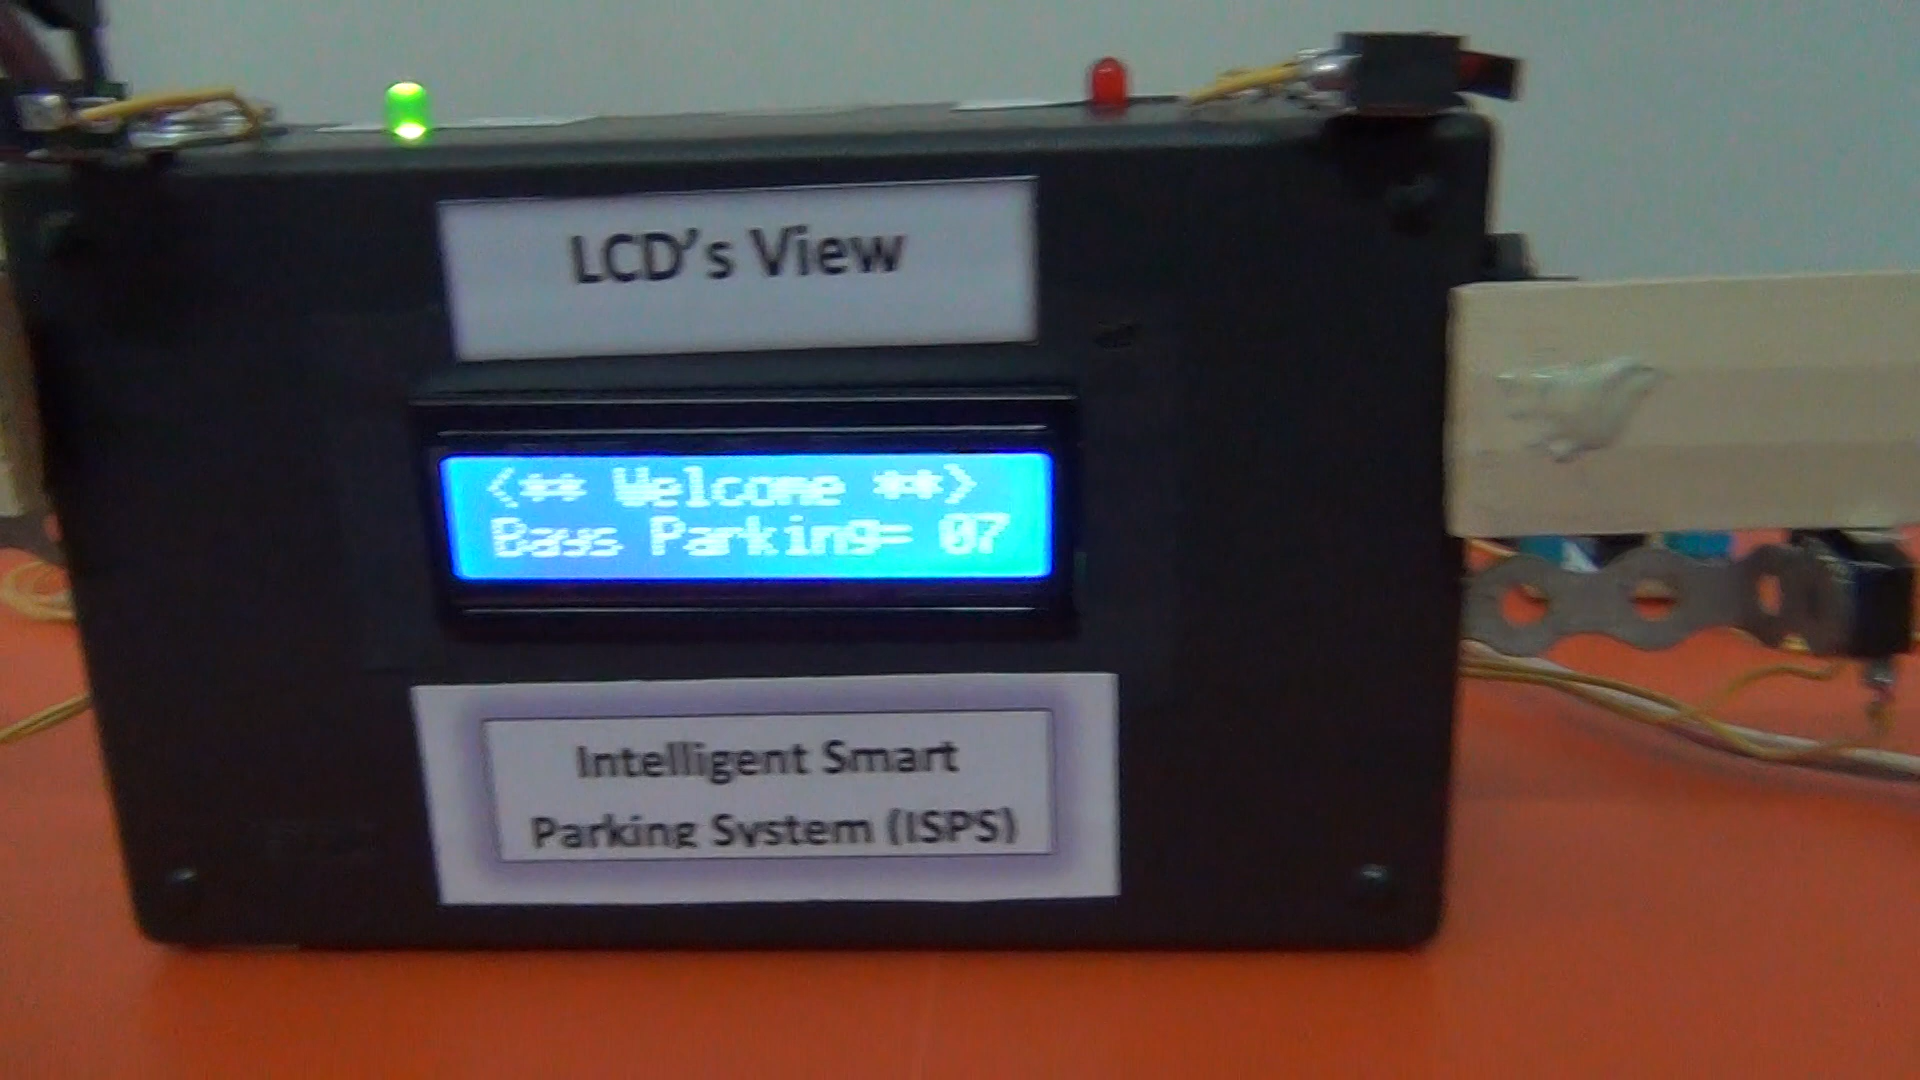 LCD's View
<** Welcome **>
Bays Parking= 07
Intelligent Smart
Parking System (ISPS)